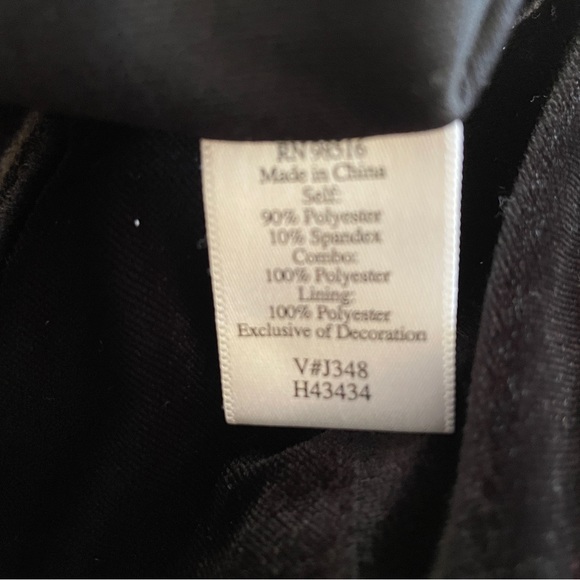 RN 98316
Made in China
Self:
90% Polyester
10% Spandex
Combo:
100% Polyester
Lining:
100% Polyester
Exclusive of Decoration
V#J348
H43434